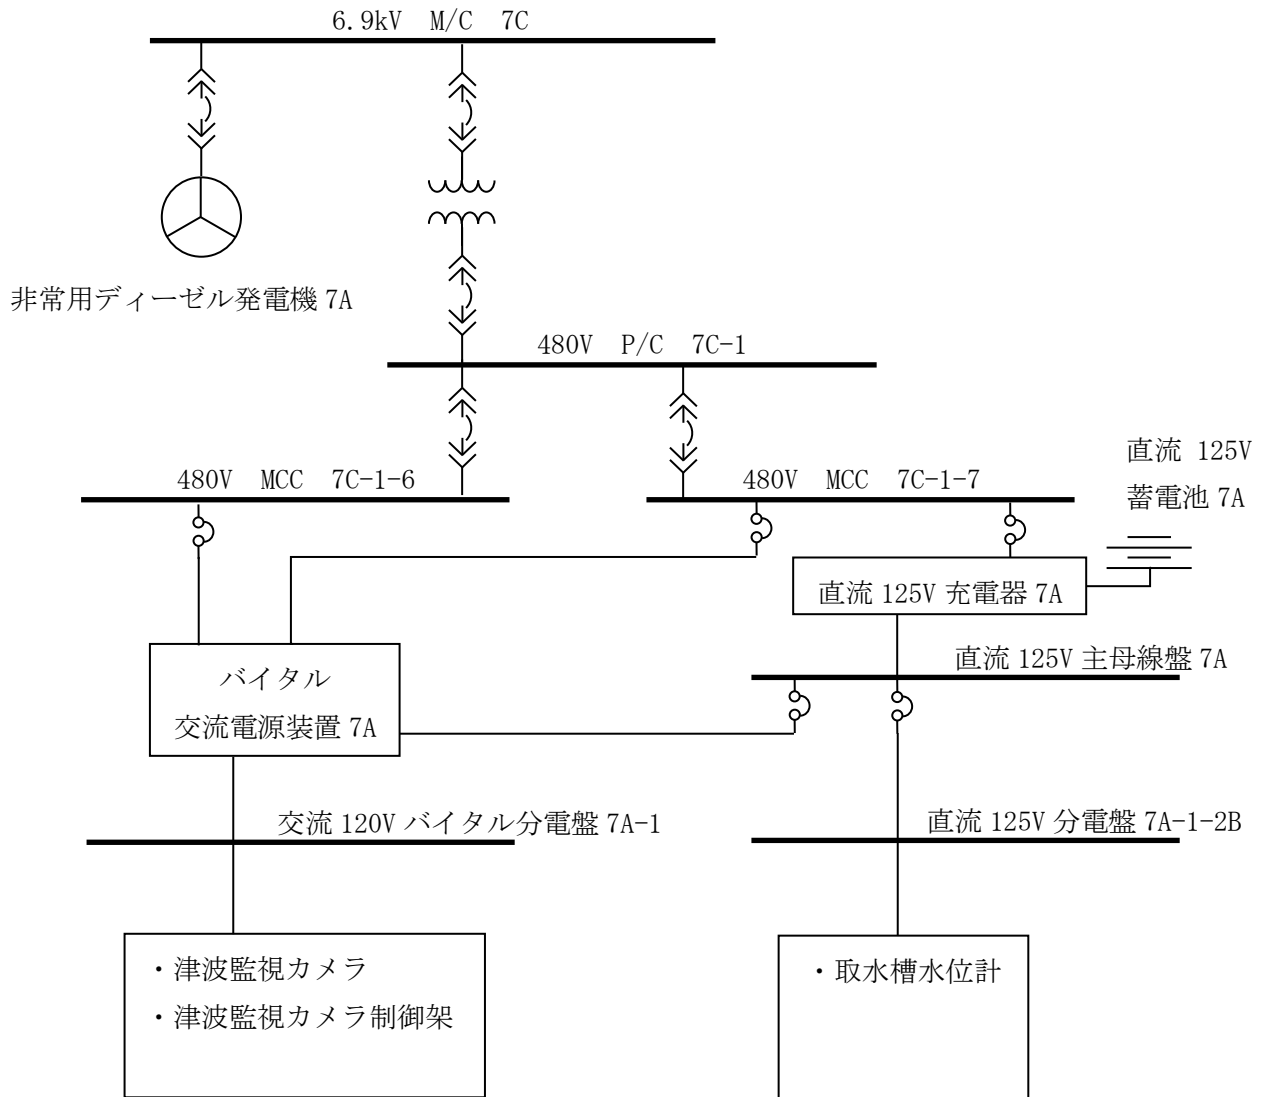 6.9kV M/C 7C
非常用ディーゼル発電機 7A
480V P/C 7C-1
480V MCC 7C-1-6
480V MCC 7C-1-7
直流 125V
蓄電池 7A
直流 125V 充電器 7A
直流 125V 主母線盤 7A
バイタル
交流電源装置 7A
交流 120V バイタル分電盤 7A-1
直流 125V 分電盤 7A-1-2B
・津波監視カメラ
・津波監視カメラ制御架
・取水槽水位計